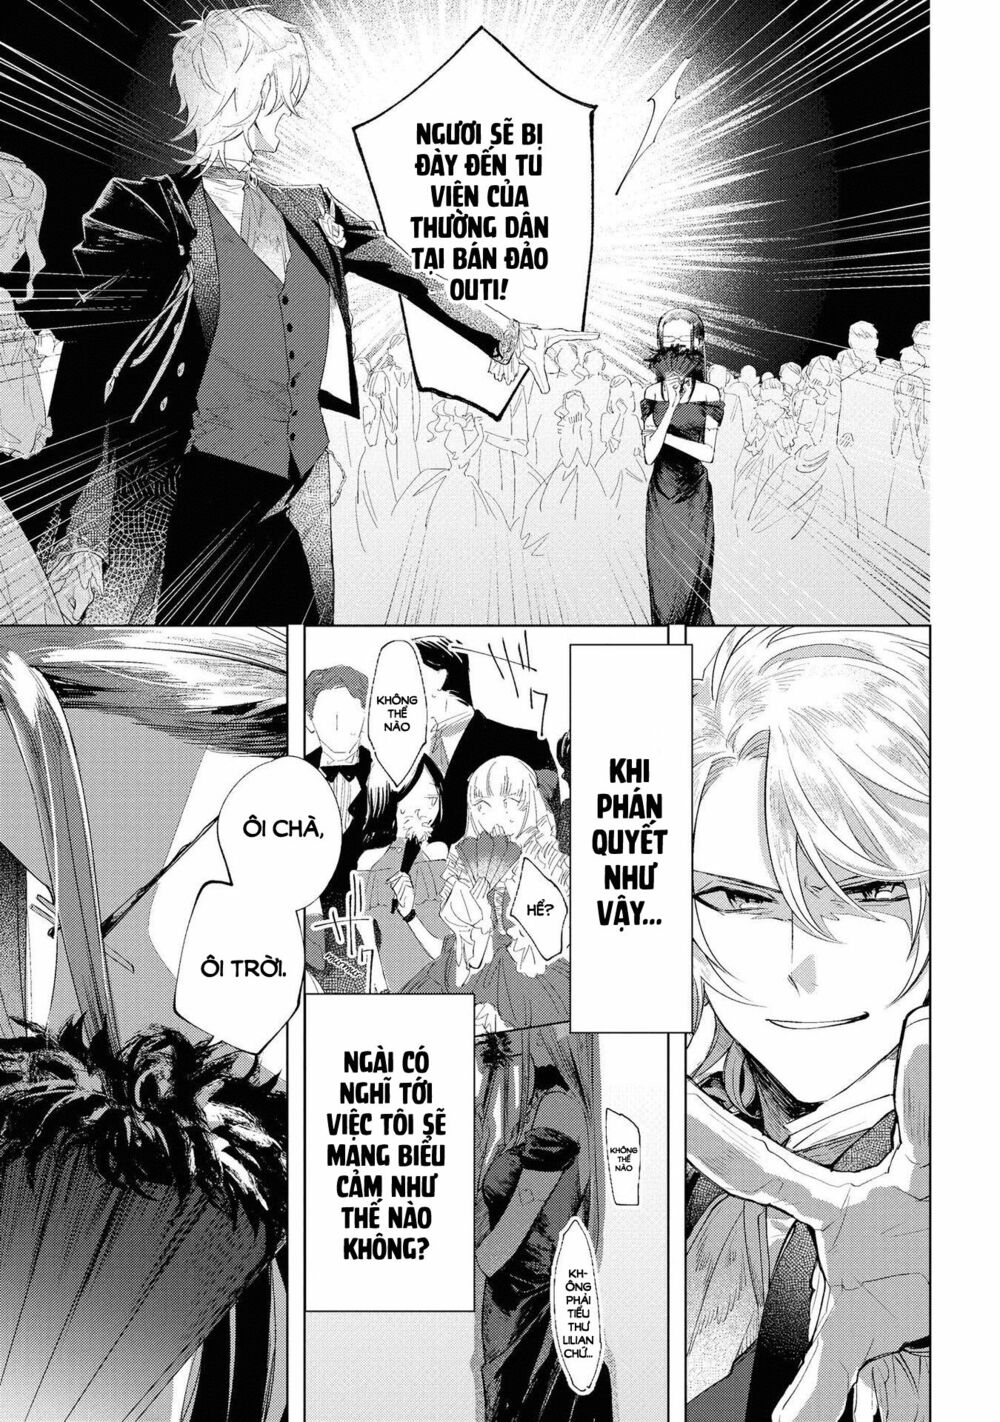 NGƯƠI SẼ BỊ
ĐÀY ĐẾN TU
VIỆN CỦA
THƯỜNG DÂN
TẠI BÁN ĐẢO
OUTI!
KHI
PHÁN
QUYẾT
NHƯ
VẬY...
KHÔNG
THỂ
NÀO
HỂ?
NGÀI CÓ
NGHĨ TỚI
VIỆC TÔI SẼ
MANG BIỂU
CẢM NHƯ
THẾ NÀO
KHÔNG?
KHÔNG
THỂ
NÀO
KH-
ÔNG
PHẢI
TIỂU
THƯ
LILIAN
CHỨ...
ÔI CHÀ,
ÔI TRỜI.